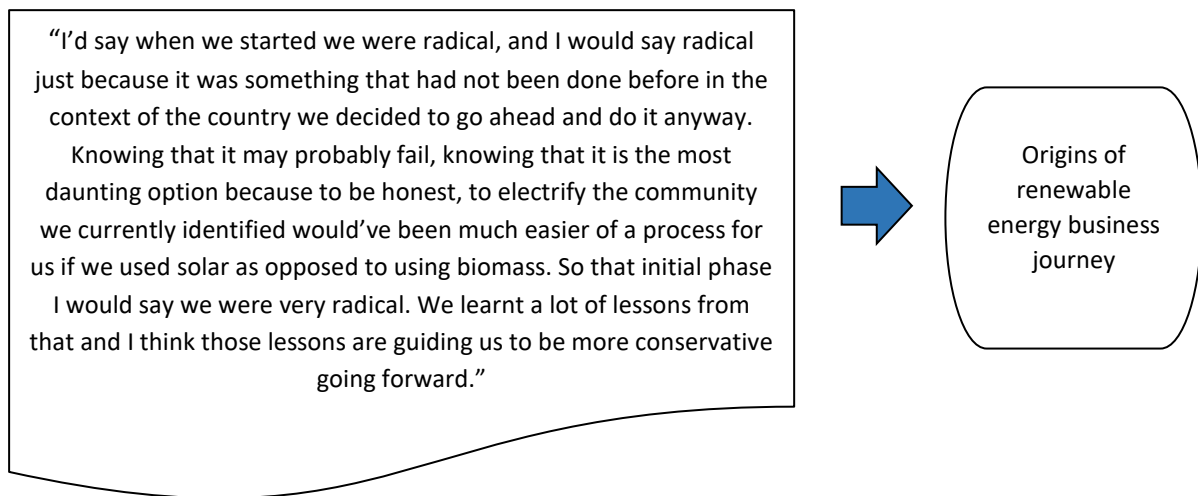 “I’d say when we started we were radical, and I would say radical
just because it was something that had not been done before in the
context of the country we decided to go ahead and do it anyway.
Knowing that it may probably fail, knowing that it is the most
daunting option because to be honest, to electrify the community
we currently identified would’ve been much easier of a process for
us if we used solar as opposed to using biomass. So that initial phase
I would say we were very radical. We learnt a lot of lessons from
that and I think those lessons are guiding us to be more conservative
going forward.”
Origins of
renewable
energy business
journey